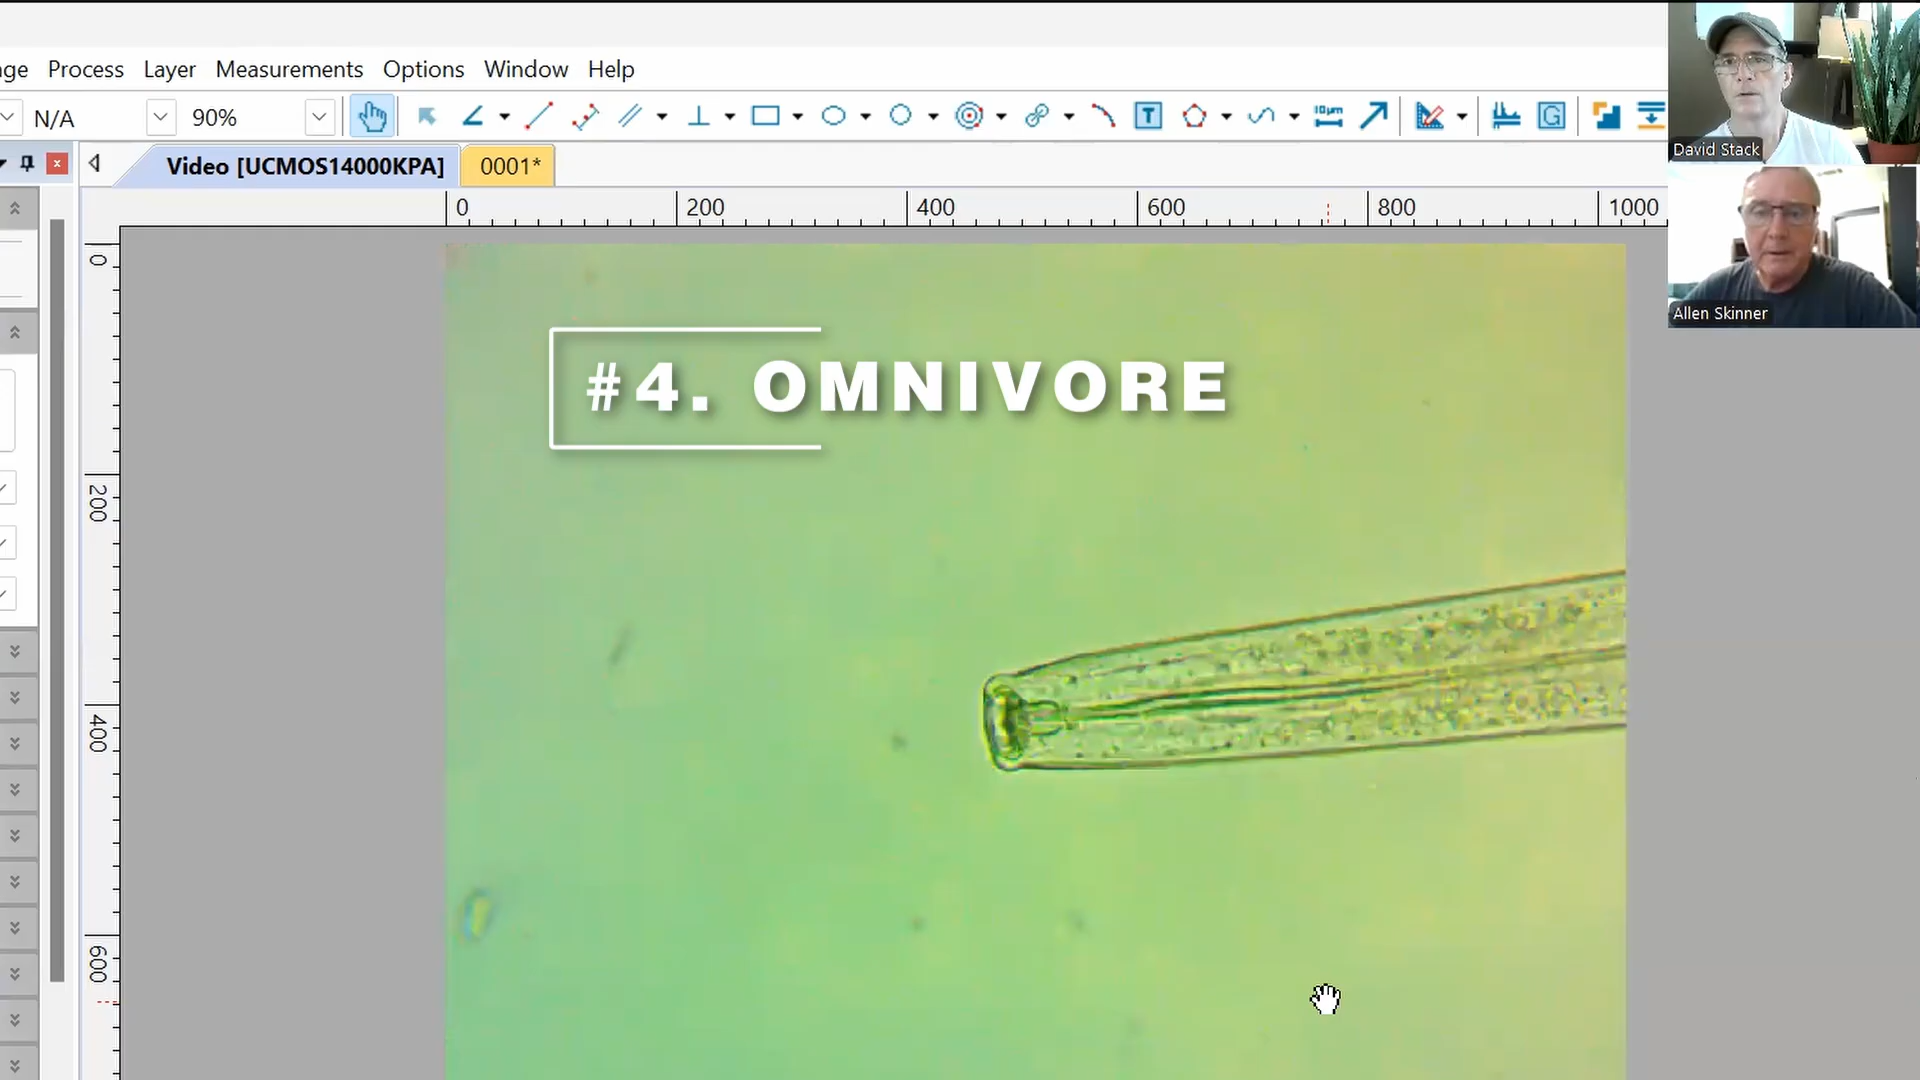 ge Process Layer Measurements Options Window Help
N/A 90%
T G
10μm
Video [UCMOS14000KPA] 0001*
0 200 400 600 800 1000
0
200
400
600
#4. OMNIVORE
David Stack
Allen Skinner